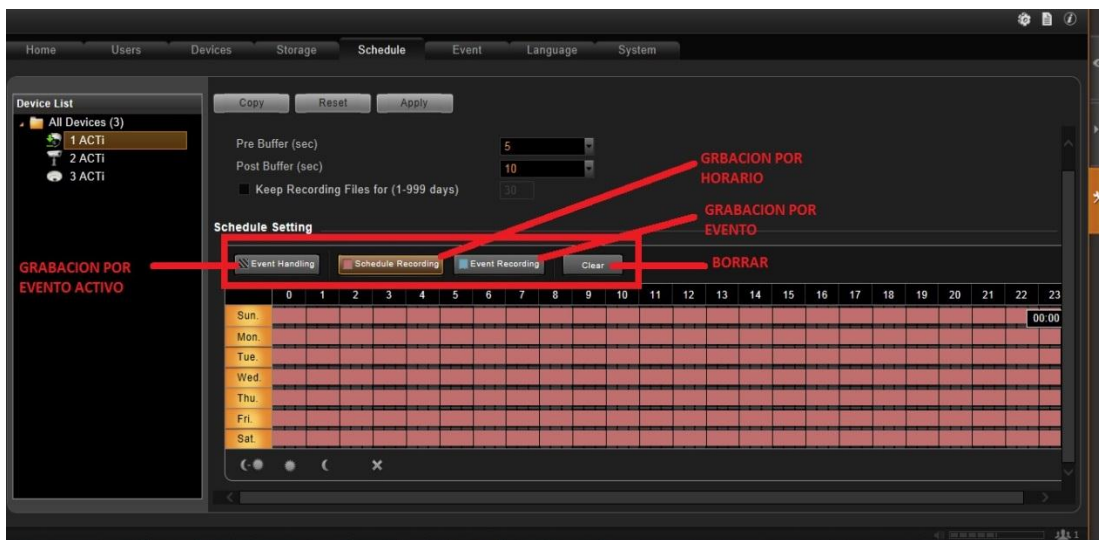 Home Users Devices Storage Schedule Event Language System
Device List
All Devices (3)
1 ACTi
2 ACTi
3 ACTi
Copy Reset Apply
Pre Buffer (sec) 5
Post Buffer (sec) 10
Keep Recording Files for (1-999 days) 30
GRBACION POR
HORARIO
GRABACION POR
EVENTO
Schedule Setting
GRABACION POR
EVENTO ACTIVO
Event Handling Schedule Recording Event Recording Clear
BORRAR
0 1 2 3 4 5 6 7 8 9 10 11 12 13 14 15 16 17 18 19 20 21 22 23
Sun. 00:00
Mon.
Tue.
Wed.
Thu.
Fri.
Sat.
1